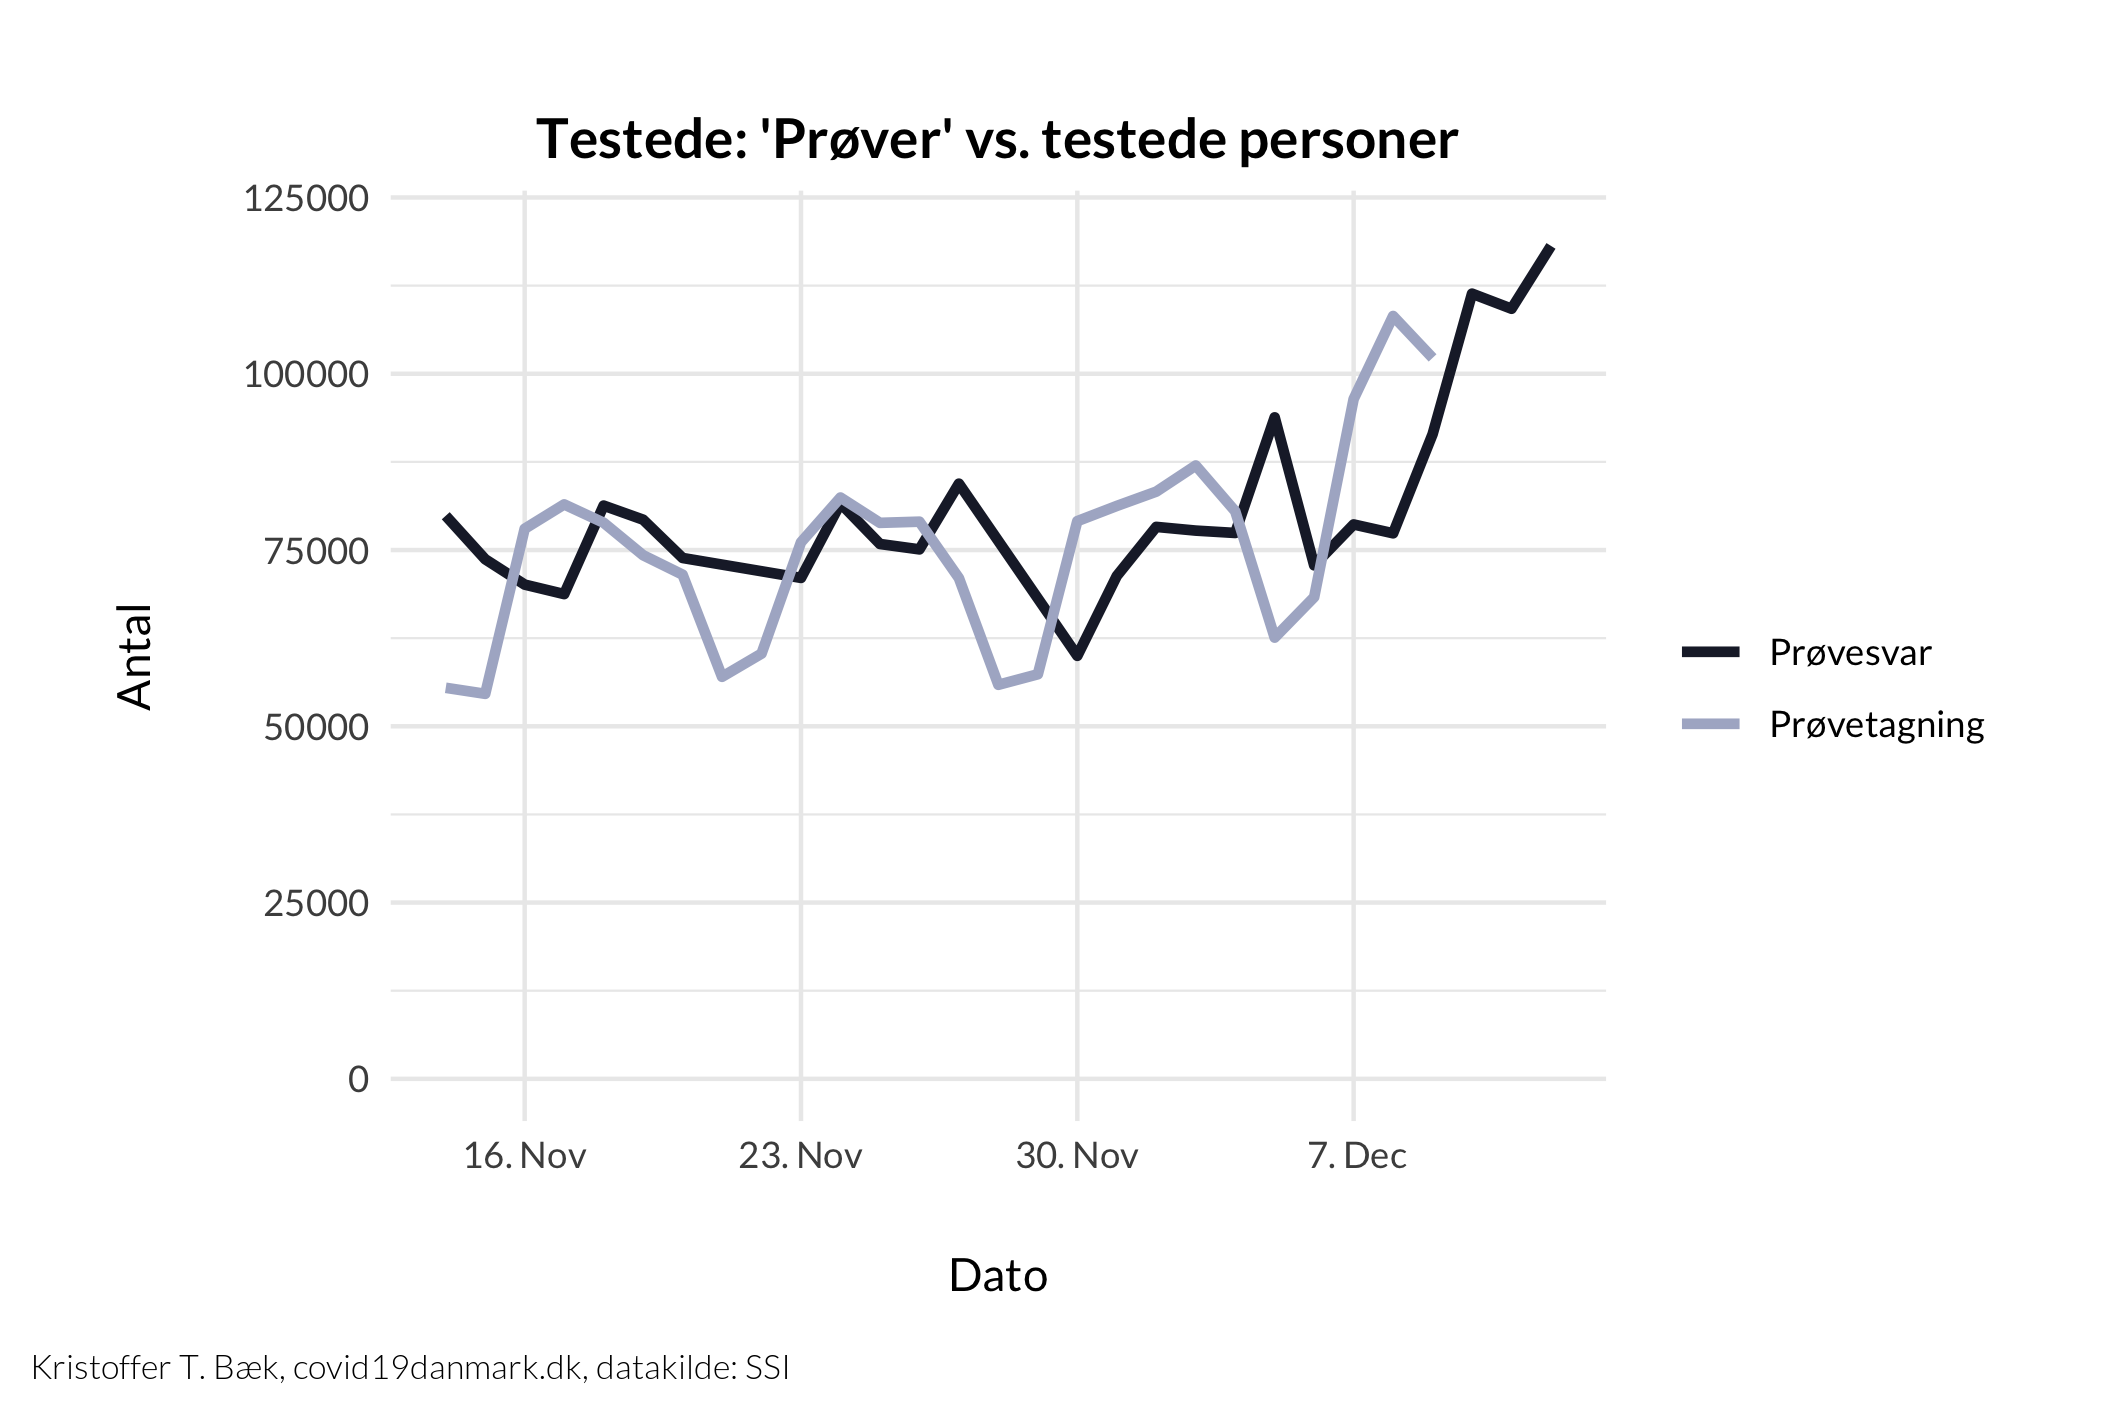 Testede: 'Prøver' vs. testede personer
125000
100000
75000
50000
25000
0
Antal
16. Nov
23. Nov
30. Nov
7. Dec
Dato
Prøvesvar
Prøvetagning
Kristoffer T. Bæk, covid19danmark.dk, datakilde: SSI